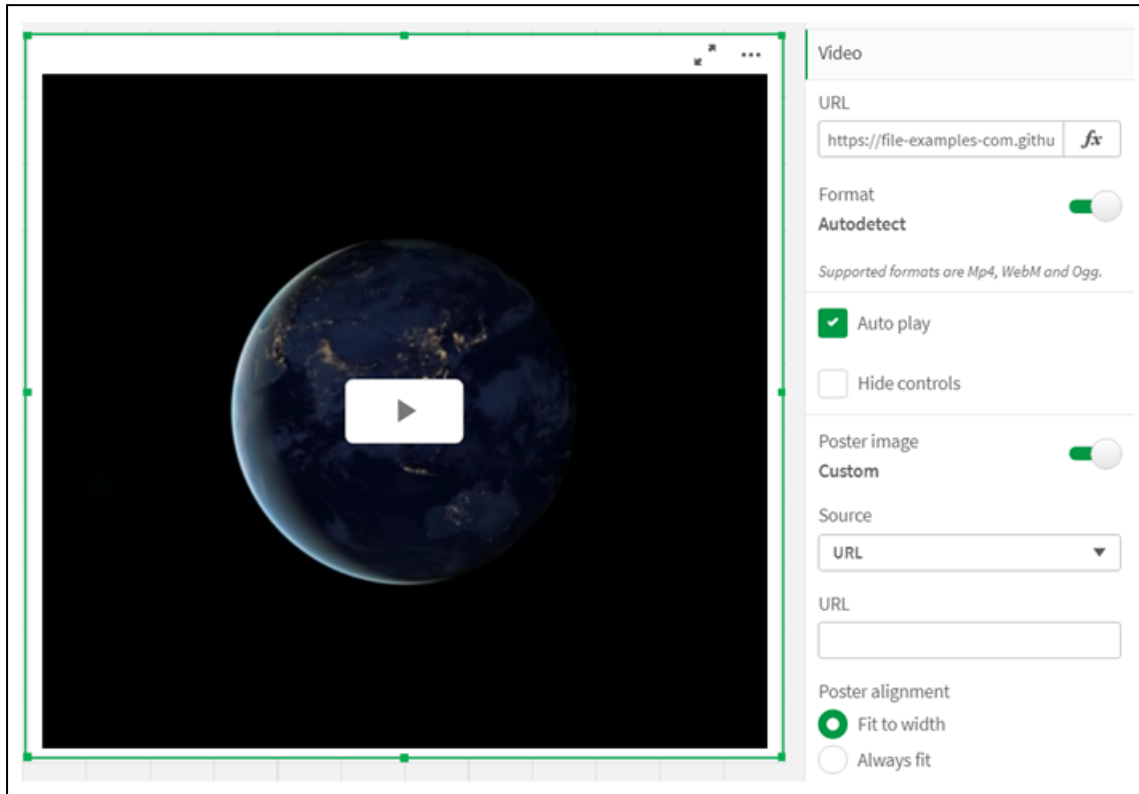 Video
URL
https://file-examples-com.githu
fx
Format
Autodetect
Supported formats are Mp4, WebM and Ogg.
Auto play
Hide controls
Poster image
Custom
Source
URL
URL
Poster alignment
Fit to width
Always fit